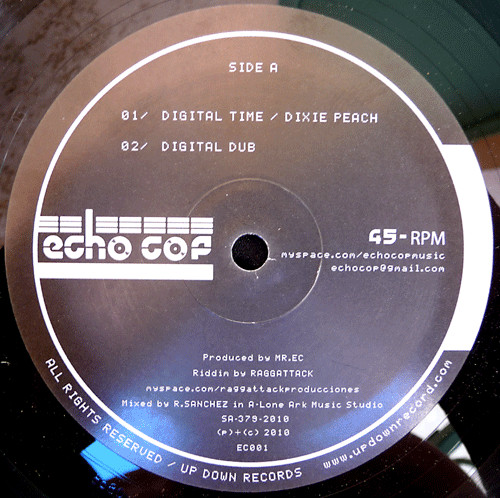 SIDE A
01/ DIGITAL TIME / DIXIE PEACH
02/ DIGITAL DUB
echo cop
45-RPM
myspace.com/echocopmusic
echocop@gmail.com
Produced by MR.EC
Riddim by RAGGATTACK
myspace.com/raggattackproducciones
Mixed by R.SANCHEZ in A-Lone Ark Music Studio
SA-379-2010
(p)+(c) 2010
EC001
ALL RIGHTS RESERVED / UP DOWN RECORDS
www.updownrecord.com